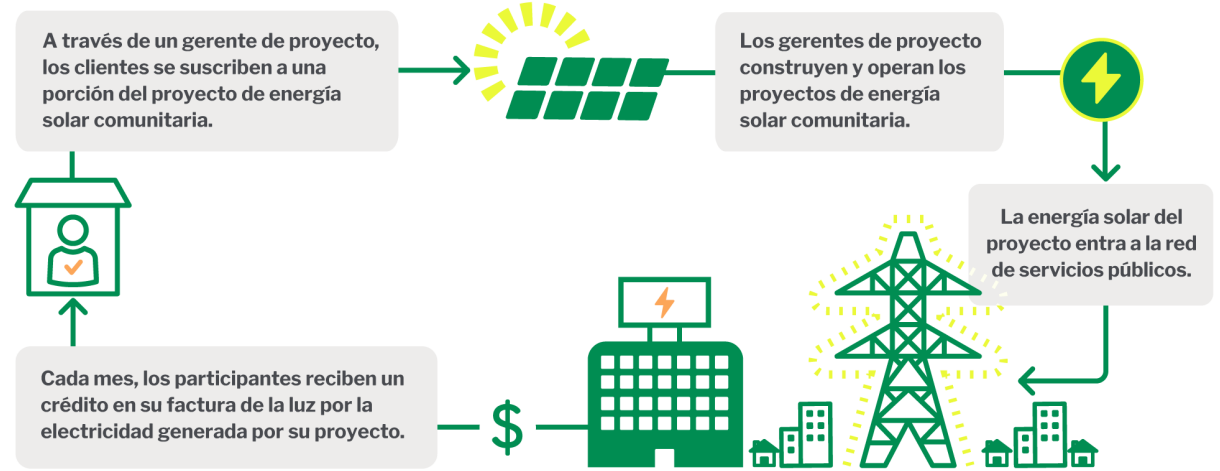 A través de un gerente de proyecto,
los clientes se suscriben a una
porción del proyecto de energía
solar comunitaria.
Los gerentes de proyecto
construyen y operan los
proyectos de energía
solar comunitaria.
La energía solar del
proyecto entra a la red
de servicios públicos.
Cada mes, los participantes reciben un
crédito en su factura de la luz por la
electricidad generada por su proyecto.
$